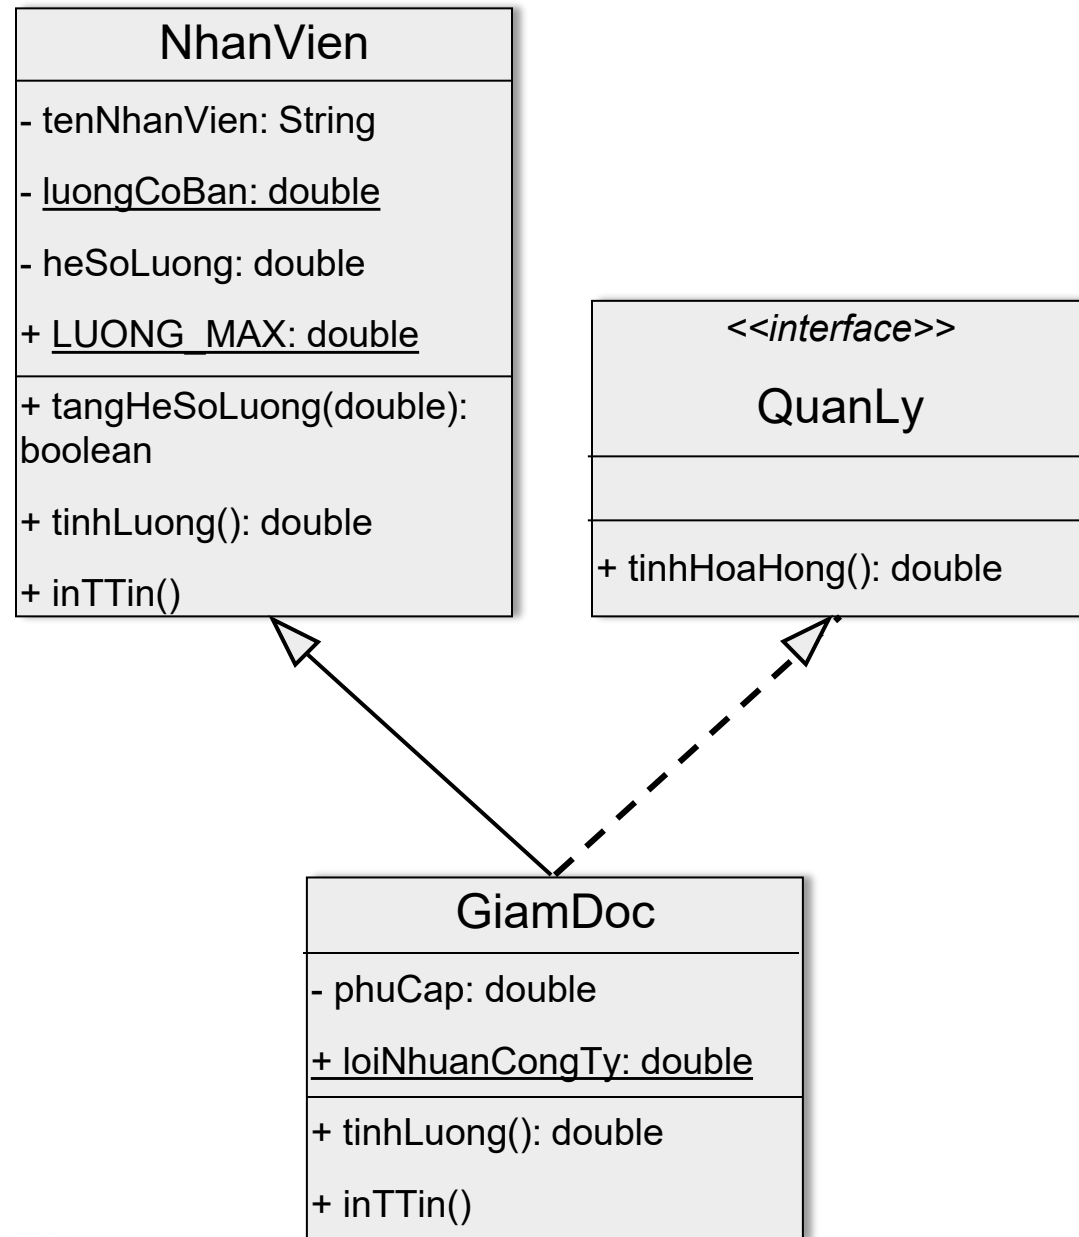 NhanVien
- tenNhanVien: String
- luongCoBan: double
- heSoLuong: double
+ LUONG_MAX: double
+ tangHeSoLuong(double):
boolean
+ tinhLuong(): double
+ inTTin()
<<interface>>
QuanLy
+ tinhHoaHong(): double
GiamDoc
- phuCap: double
+ loiNhuanCongTy: double
+ tinhLuong(): double
+ inTTin()